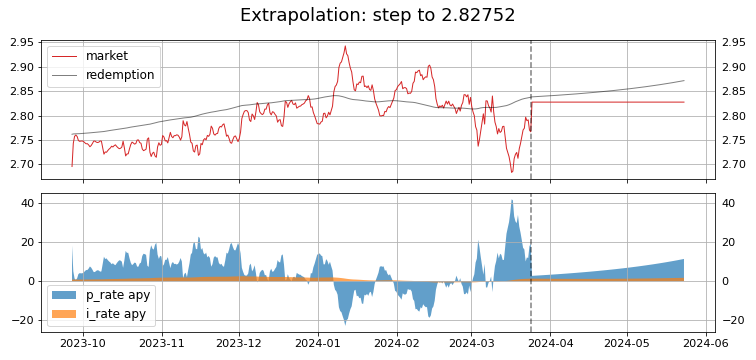 Extrapolation: step to 2.82752
2.95 2.95
market
redemption
2.90 2.90
2.85 2.85
2.80 2.80
2.75 2.75
2.70 2.70
40 40
20 20
0 0
p_rate apy
i_rate apy
−20 −20
2023-10 2023-11 2023-12 2024-01 2024-02 2024-03 2024-04 2024-05 2024-06